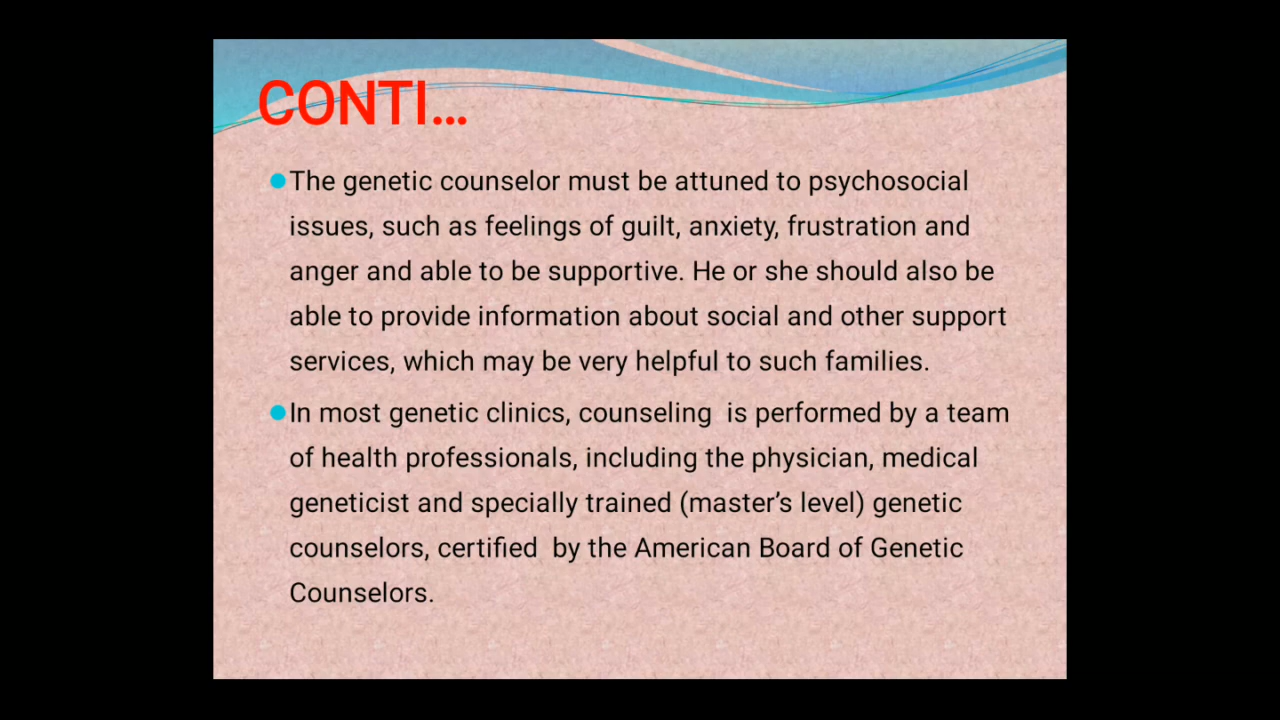 CONTI...
The genetic counselor must be attuned to psychosocial
issues, such as feelings of guilt, anxiety, frustration and
anger and able to be supportive. He or she should also be
able to provide information about social and other support
services, which may be very helpful to such families.
In most genetic clinics, counseling  is performed by a team
of health professionals, including the physician, medical
geneticist and specially trained (master’s level) genetic
counselors, certified  by the American Board of Genetic
Counselors.